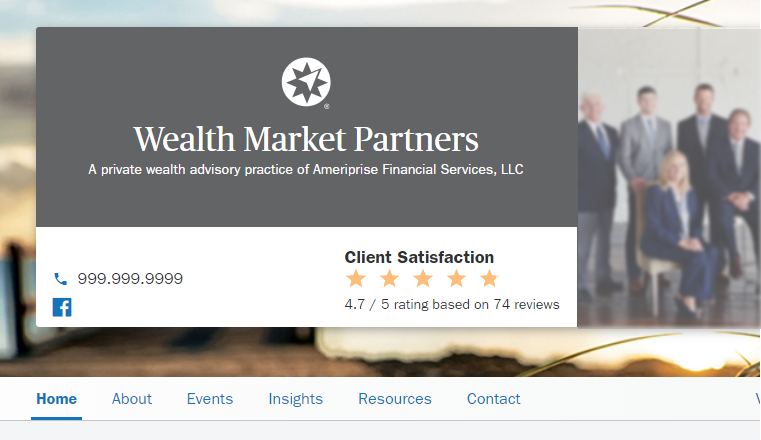 ®
Wealth Market Partners
A private wealth advisory practice of Ameriprise Financial Services, LLC
999.999.9999
Client Satisfaction
4.7 / 5 rating based on 74 reviews
Home About Events Insights Resources Contact